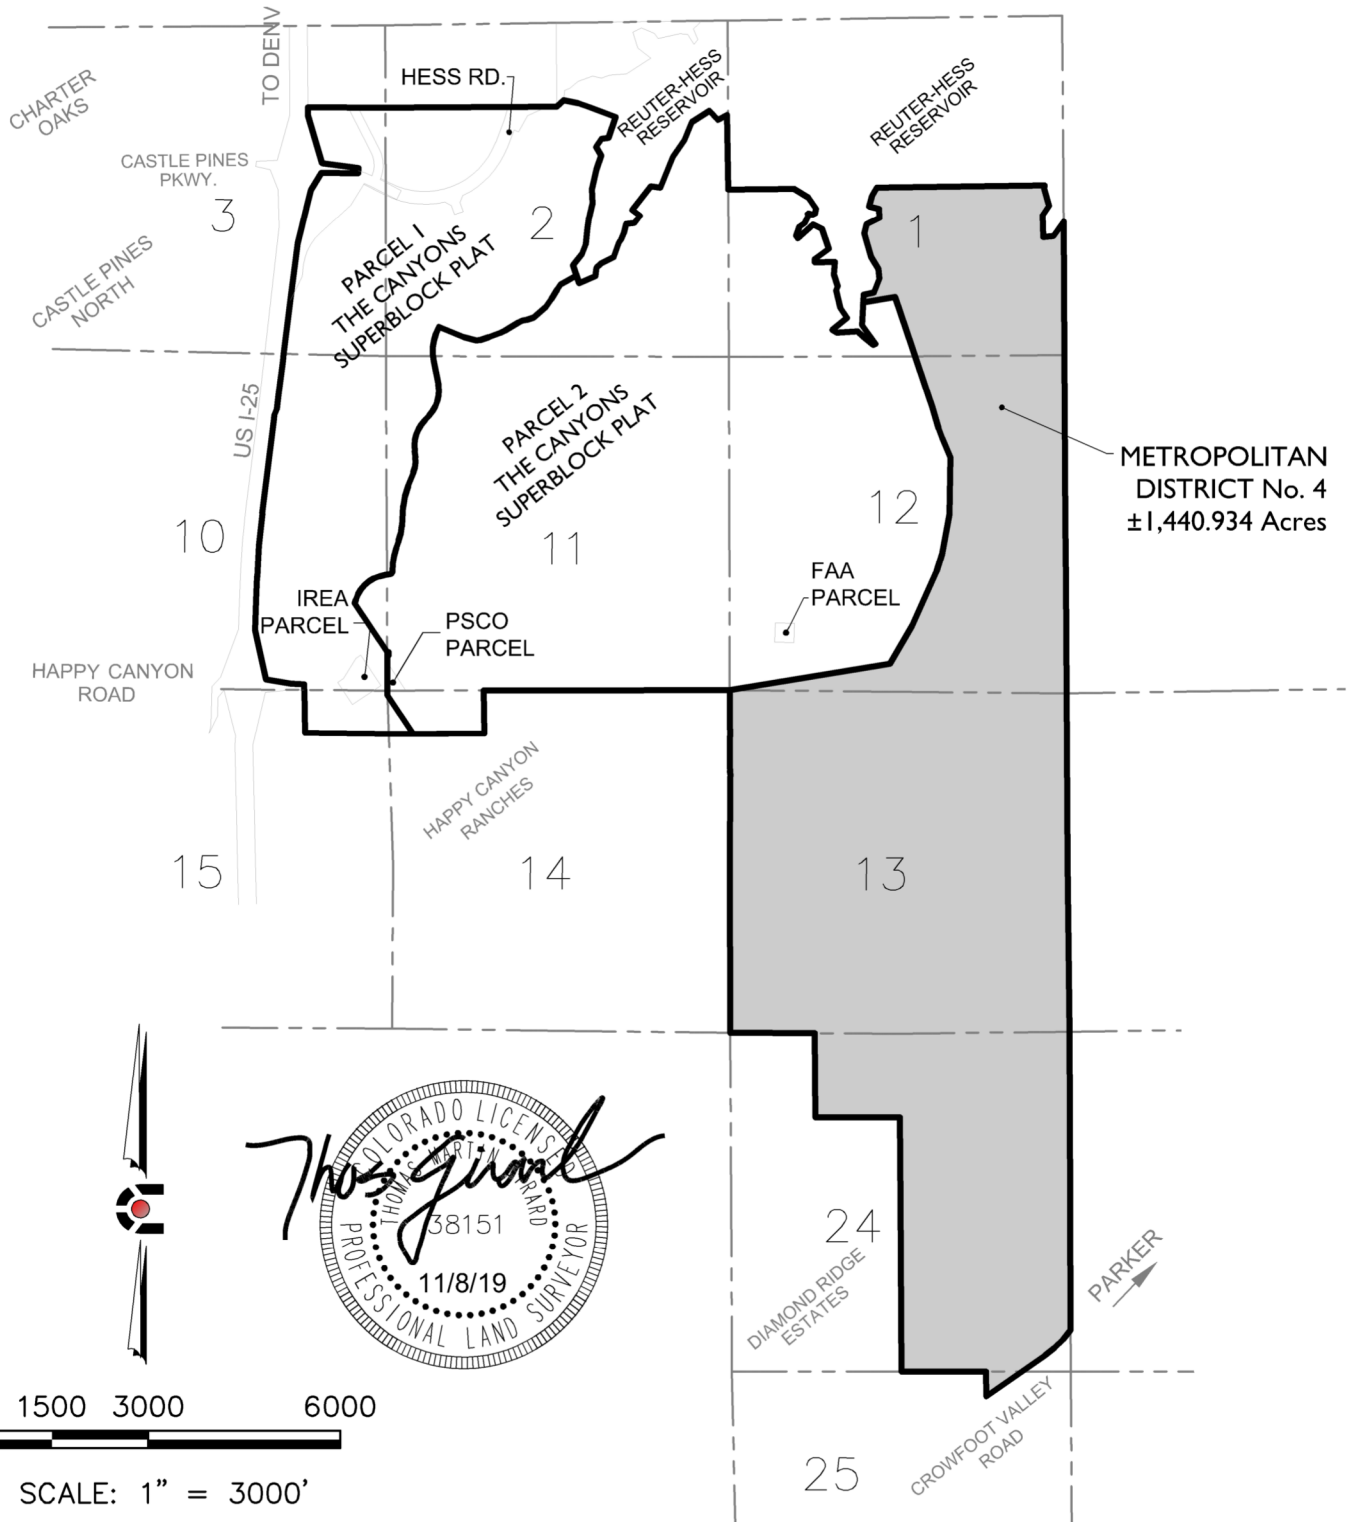 TO DENV
HESS RD.
REUTER-HESS
RESERVOIR
REUTER-HESS
RESERVOIR
CHARTER
OAKS
CASTLE PINES
PKWY.
3
2
1
PARCEL 1
THE CANYONS
SUPERBLOCK PLAT
CASTLE PINES
NORTH
US I-25
PARCEL 2
THE CANYONS
SUPERBLOCK PLAT
METROPOLITAN
DISTRICT No. 4
±1,440.934 Acres
10
11
12
IREA
PARCEL
PSCO
PARCEL
FAA
PARCEL
HAPPY CANYON
ROAD
HAPPY CANYON
RANCHES
15
14
13
COLORADO LICENSED
THOMAS MARTIN GIRARD
38151
11/8/19
PROFESSIONAL LAND SURVEYOR
24
DIAMOND RIDGE
ESTATES
PARKER
CROWFOOT VALLEY
ROAD
25
1500 3000 6000
SCALE: 1" = 3000'